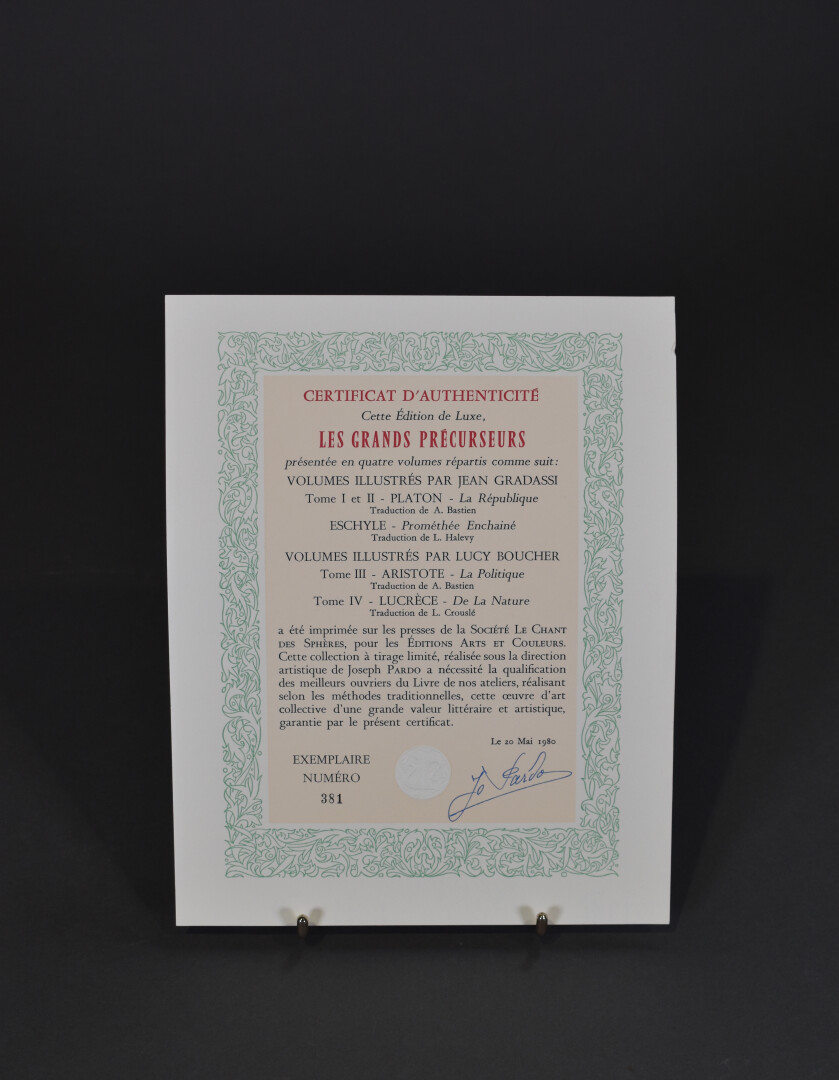 CERTIFICAT D'AUTHENTICITÉ
Cette Édition de Luxe,
LES GRANDS PRÉCURSEURS
présentée en quatre volumes répartis comme suit:
VOLUMES ILLUSTRÉS PAR JEAN GRADASSI
Tome I et II - PLATON - La République
Traduction de A. Bastien
ESCHYLE - Prométhée Enchainé
Traduction de L. Halevy
VOLUMES ILLUSTRÉS PAR LUCY BOUCHER
Tome III - ARISTOTE - La Politique
Traduction de A. Bastien
Tome IV - LUCRÈCE - De La Nature
Traduction de L. Crouslé
a été imprimée sur les presses de la SOCIÉTÉ LE CHANT
DES SPHÈRES, pour les ÉDITIONS ARTS ET COULEURS.
Cette collection à tirage limité, réalisée sous la direction
artistique de Joseph PARDO a nécessité la qualification
des meilleurs ouvriers du Livre de nos ateliers, réalisant
selon les méthodes traditionnelles, cette œuvre d'art
collective d'une grande valeur littéraire et artistique,
garantie par le présent certificat.
Le 20 Mai 1980
EXEMPLAIRE
NUMÉRO
381
Jo Pardo